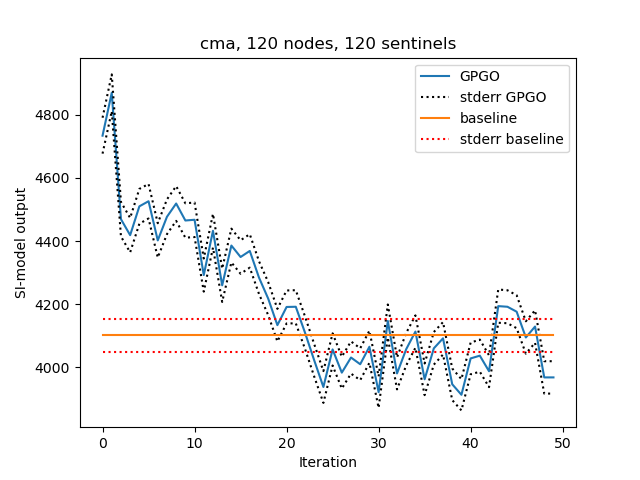 cma, 120 nodes, 120 sentinels
GPGO
stderr GPGO
baseline
stderr baseline
SI-model output
4800
4600
4400
4200
4000
0 10 20 30 40 50
Iteration